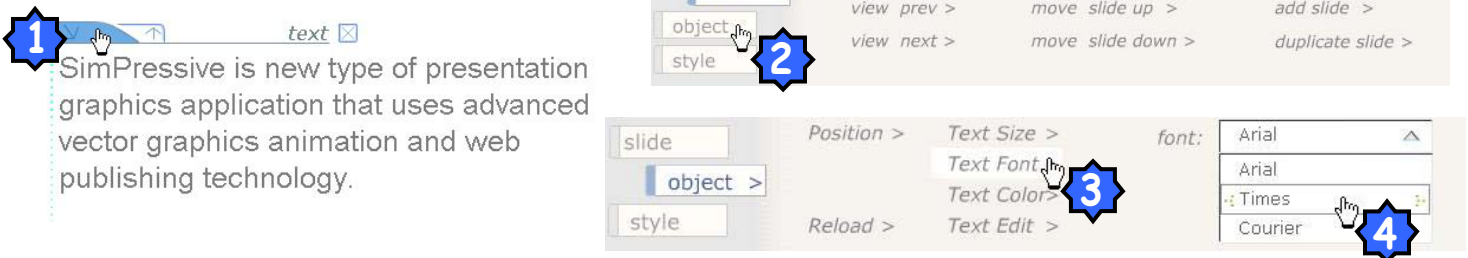 1
text
SimPressive is new type of presentation
graphics application that uses advanced
vector graphics animation and web
publishing technology.
object
style
2
view prev > move slide up > add slide >
view next > move slide down > duplicate slide >
slide
object >
style
Position > Text Size >
Text Font
Text Color>
Reload > Text Edit >
3
font: Arial
Arial
Times
Courier
4